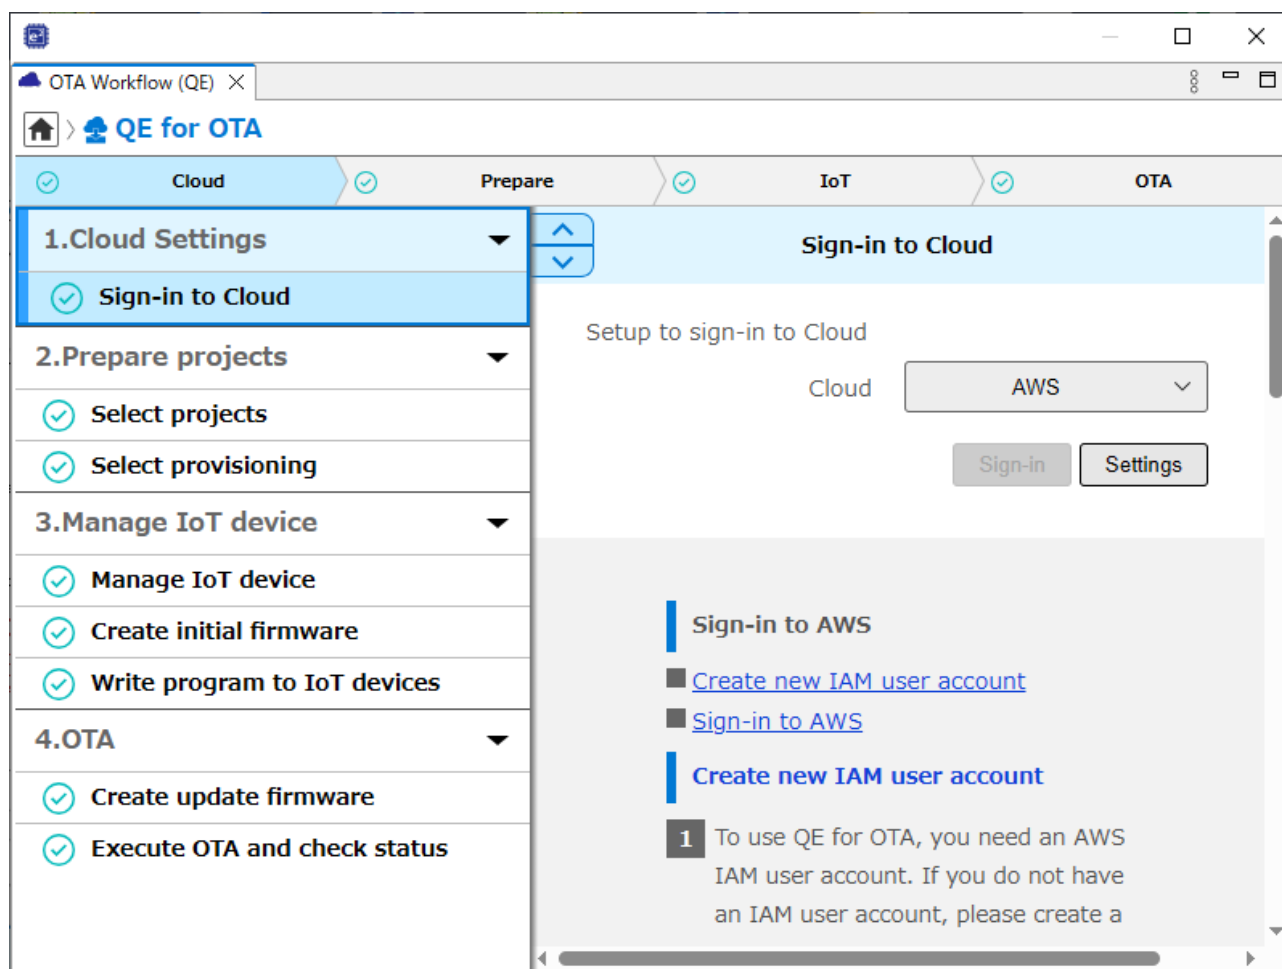 OTA Workflow (QE)
QE for OTA
Cloud
Prepare
IoT
OTA
1.Cloud Settings
Sign-in to Cloud
2.Prepare projects
Select projects
Select provisioning
3.Manage IoT device
Manage IoT device
Create initial firmware
Write program to IoT devices
4.OTA
Create update firmware
Execute OTA and check status
Sign-in to Cloud
Setup to sign-in to Cloud
Cloud
AWS
Sign-in
Settings
Sign-in to AWS
Create new IAM user account
Sign-in to AWS
Create new IAM user account
1
To use QE for OTA, you need an AWS
IAM user account. If you do not have
an IAM user account, please create a